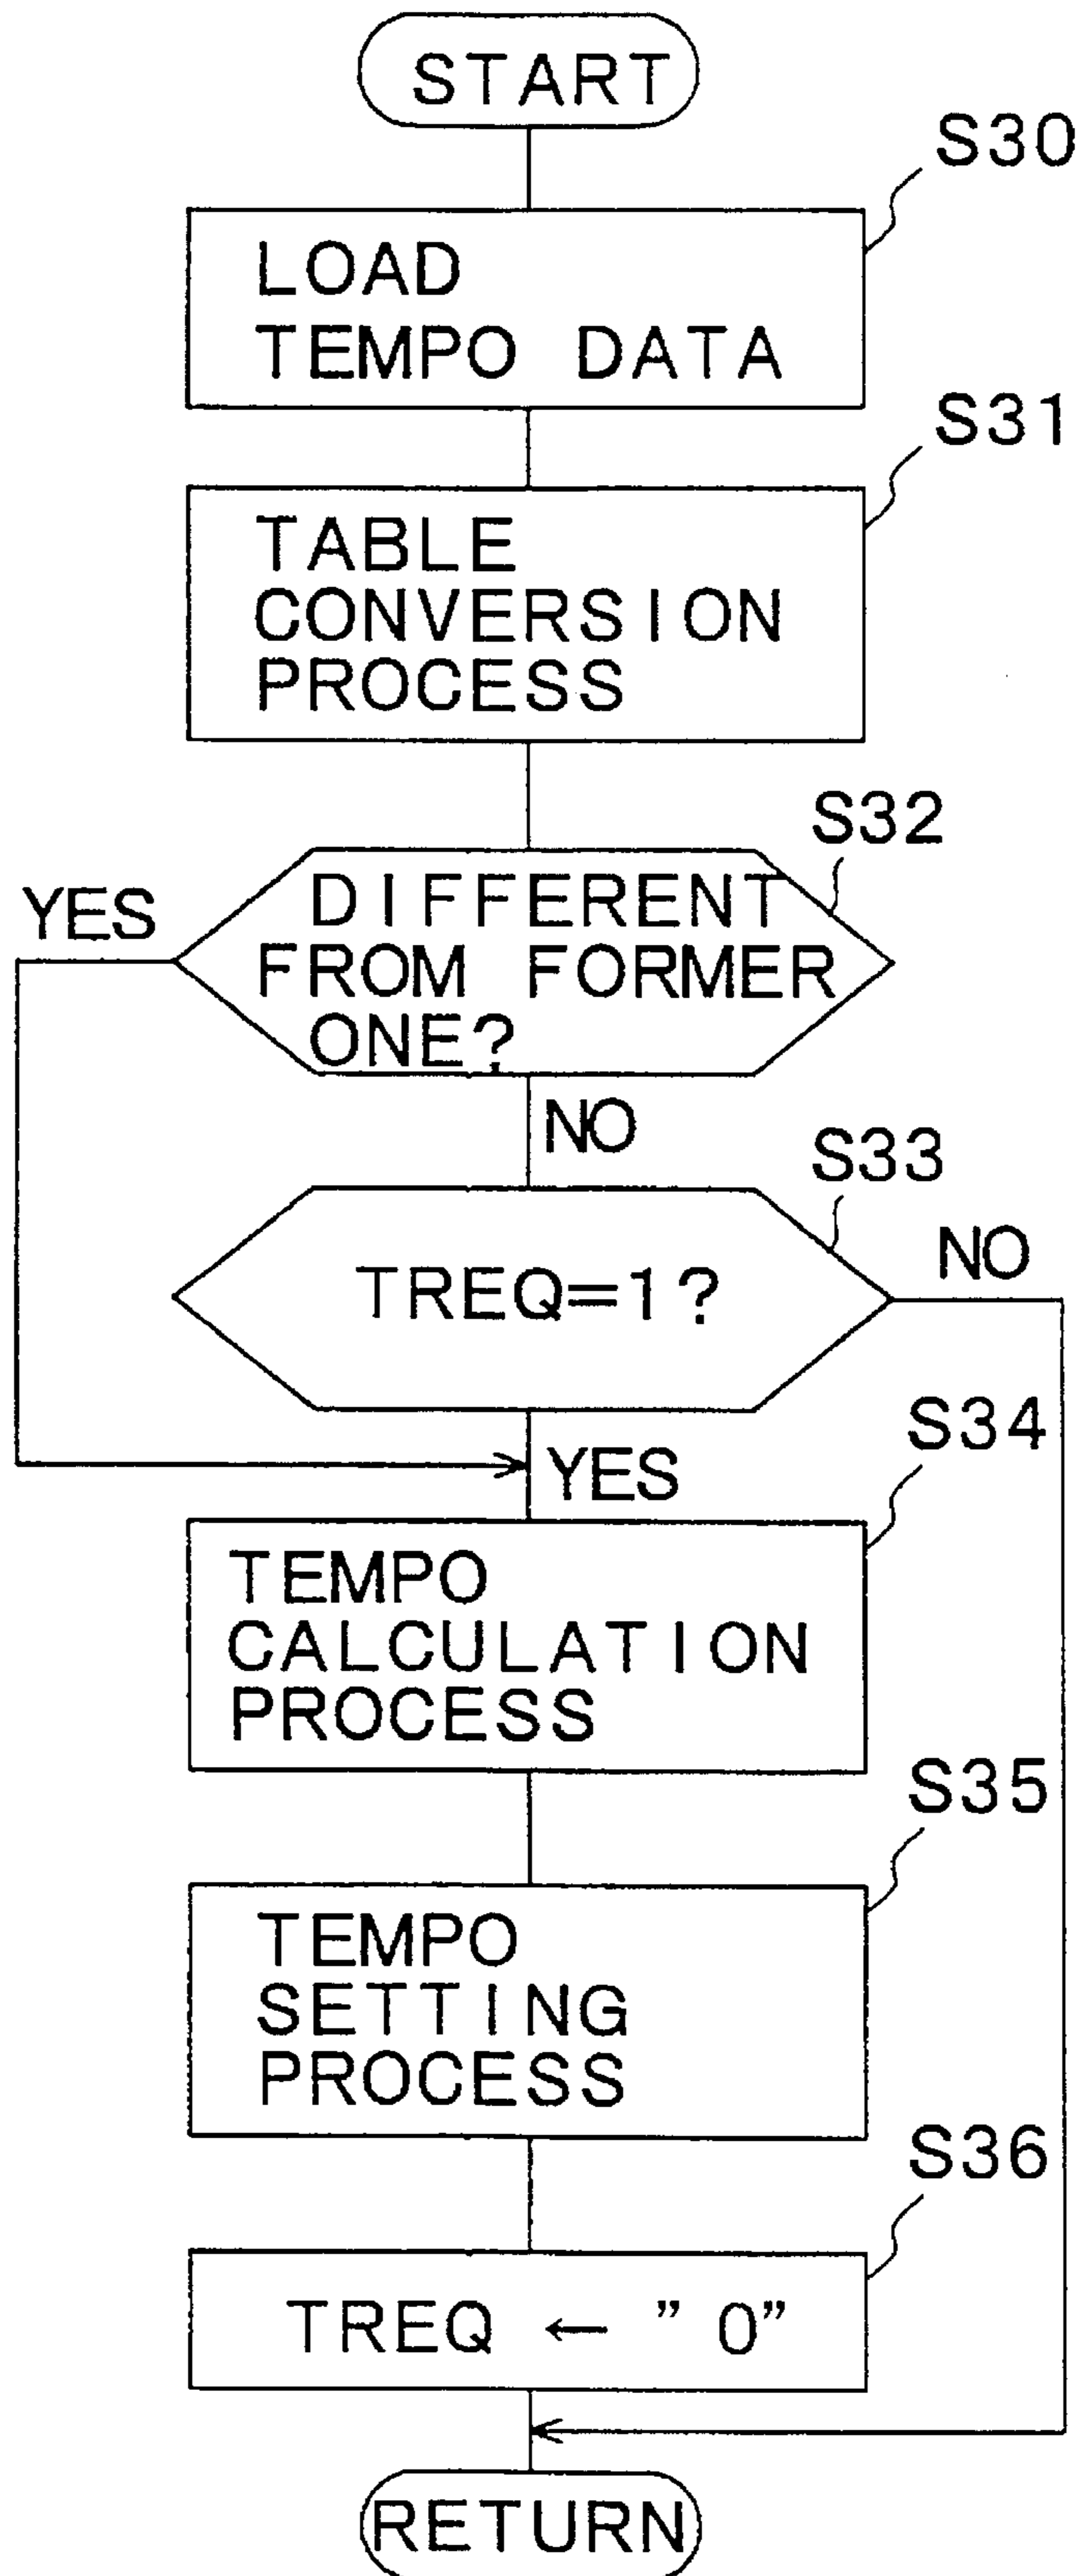 START
S30
LOAD
TEMPO DATA
S31
TABLE
CONVERSION
PROCESS
S32
YES
DIFFERENT
FROM FORMER
ONE?
NO
S33
NO
TREQ=1?
S34
YES
TEMPO
CALCULATION
PROCESS
S35
TEMPO
SETTING
PROCESS
S36
TREQ ← ” 0”
RETURN